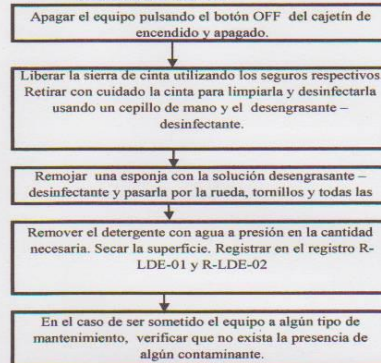 Apagar el equipo pulsando el botón OFF del cajetín de
encendido y apagado.
Liberar la sierra de cinta utilizando los seguros respectivos
Retirar con cuidado la cinta para limpiarla y desinfectarla
usando un cepillo de mano y el desengrasante –
desinfectante.
Remojar una esponja con la solución desengrasante –
desinfectante y pasarla por la rueda, tornillos y todas las
Remover el detergente con agua a presión en la cantidad
necesaria. Secar la superficie. Registrar en el registro R-
LDE-01 y R-LDE-02
En el caso de ser sometido el equipo a algún tipo de
mantenimiento, verificar que no exista la presencia de
algún contaminante.